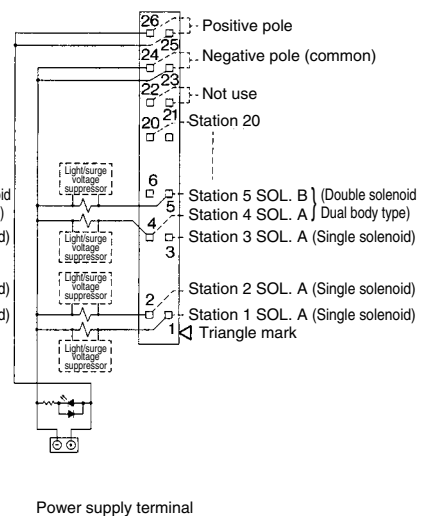 26
Positive pole
25
24
Negative pole (common)
23
22
Not use
21
20
Station 20
Light/surge
voltage
suppressor
6
oid
Station 5 SOL. B (Double solenoid
5
)
Station 4 SOL. A Dual body type)
4
d)
Station 3 SOL. A (Single solenoid)
Light/surge
voltage
suppressor
3
Light/surge
voltage
suppressor
d)
Station 2 SOL. A (Single solenoid)
2
d)
Station 1 SOL. A (Single solenoid)
1
Triangle mark
Light/surge
voltage
suppressor
Power supply terminal